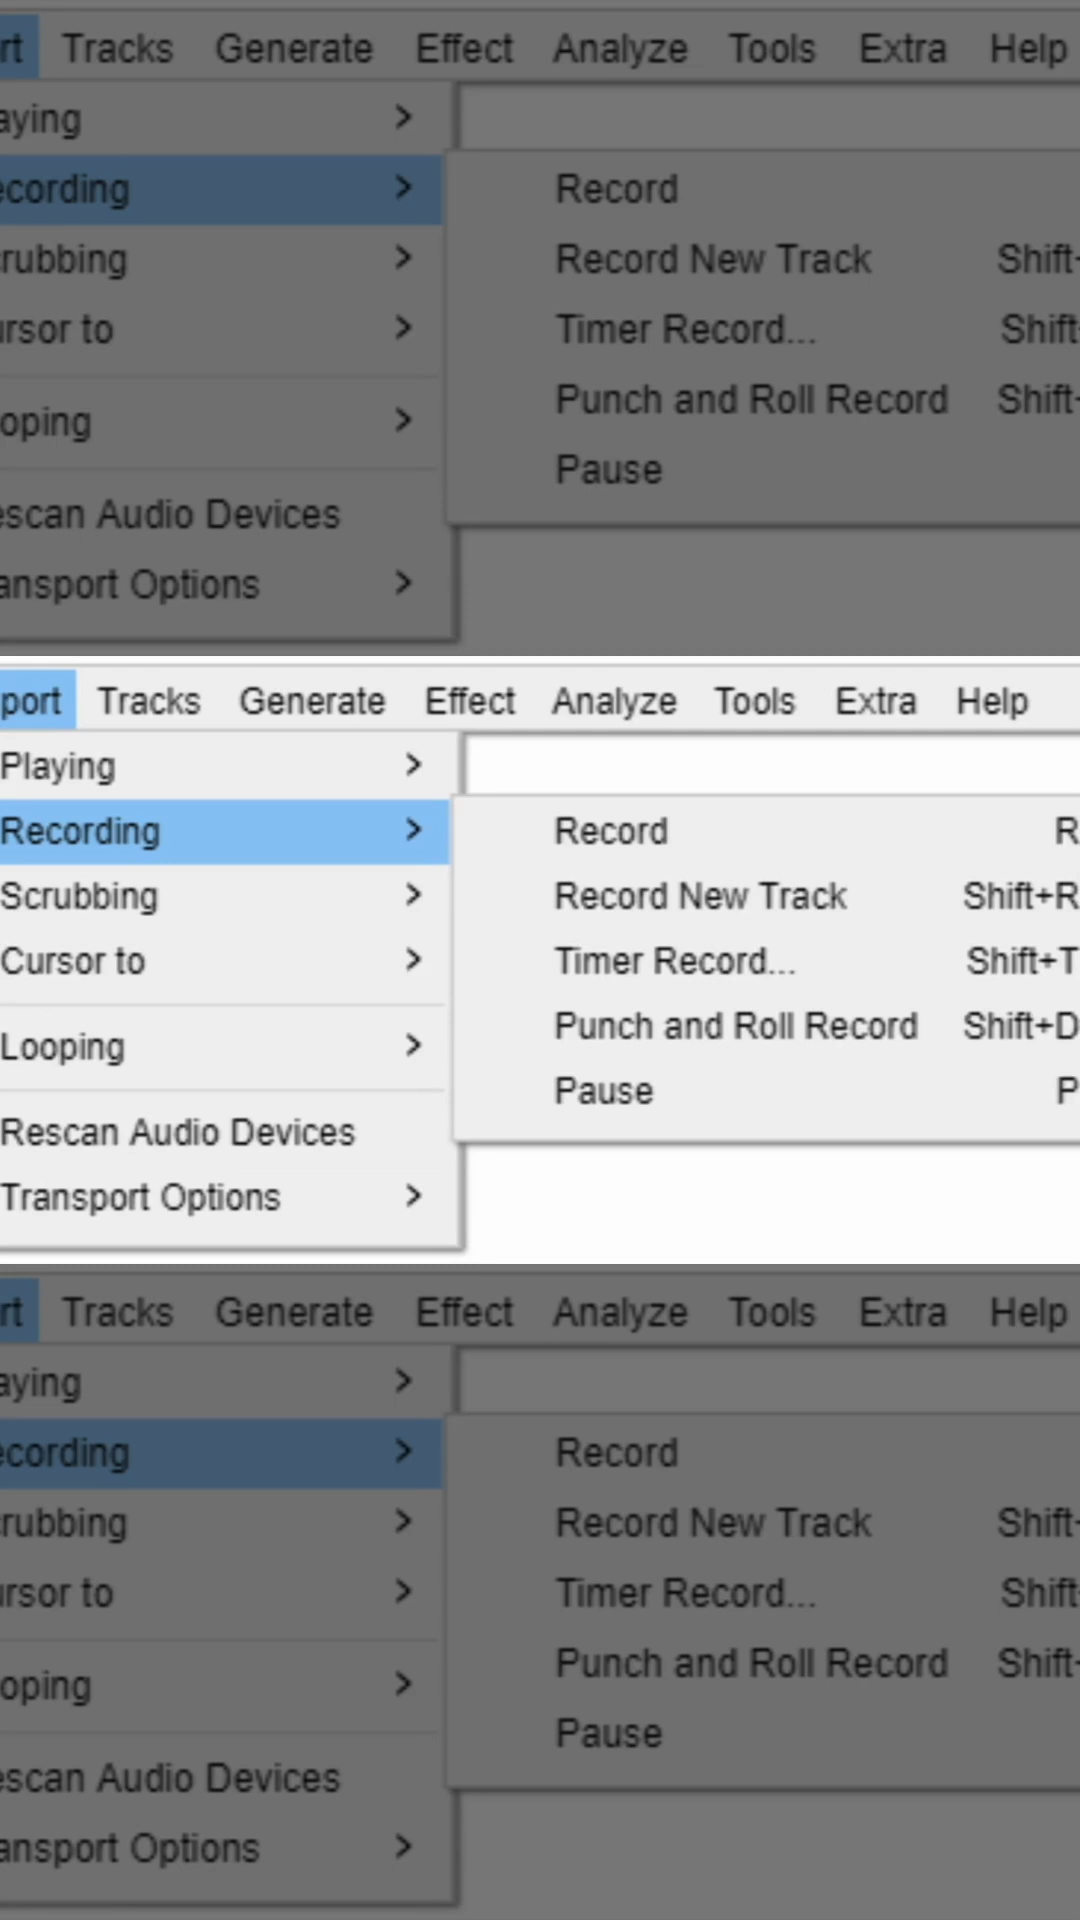 rt Tracks Generate Effect Analyze Tools Extra Help
aying >
ecording > Record
rubbing > Record New Track Shift+
rsor to > Timer Record... Shift
oping > Punch and Roll Record Shift+
Pause
escan Audio Devices
ansport Options >
port Tracks Generate Effect Analyze Tools Extra Help
Playing >
Recording > Record R
Scrubbing > Record New Track Shift+R
Cursor to > Timer Record... Shift+T
Looping > Punch and Roll Record Shift+D
Pause P
Rescan Audio Devices
Transport Options >
rt Tracks Generate Effect Analyze Tools Extra Help
aying >
ecording > Record
rubbing > Record New Track Shift+
rsor to > Timer Record... Shift
oping > Punch and Roll Record Shift+
Pause
escan Audio Devices
ansport Options >